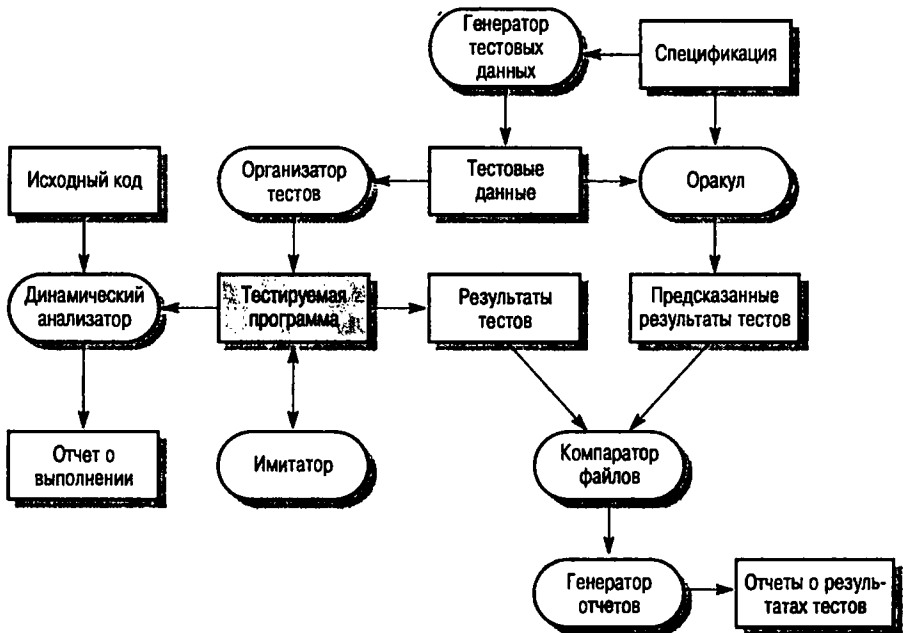 Генератор
тестовых
данных
Спецификация
Исходный код
Организатор
тестов
Тестовые
данные
Оракул
Динамический
анализатор
Тестируемая
программа
Результаты
тестов
Предсказанные
результаты тестов
Отчет о
выполнении
Имитатор
Компаратор
файлов
Генератор
отчетов
Отчеты о резуль-
татах тестов